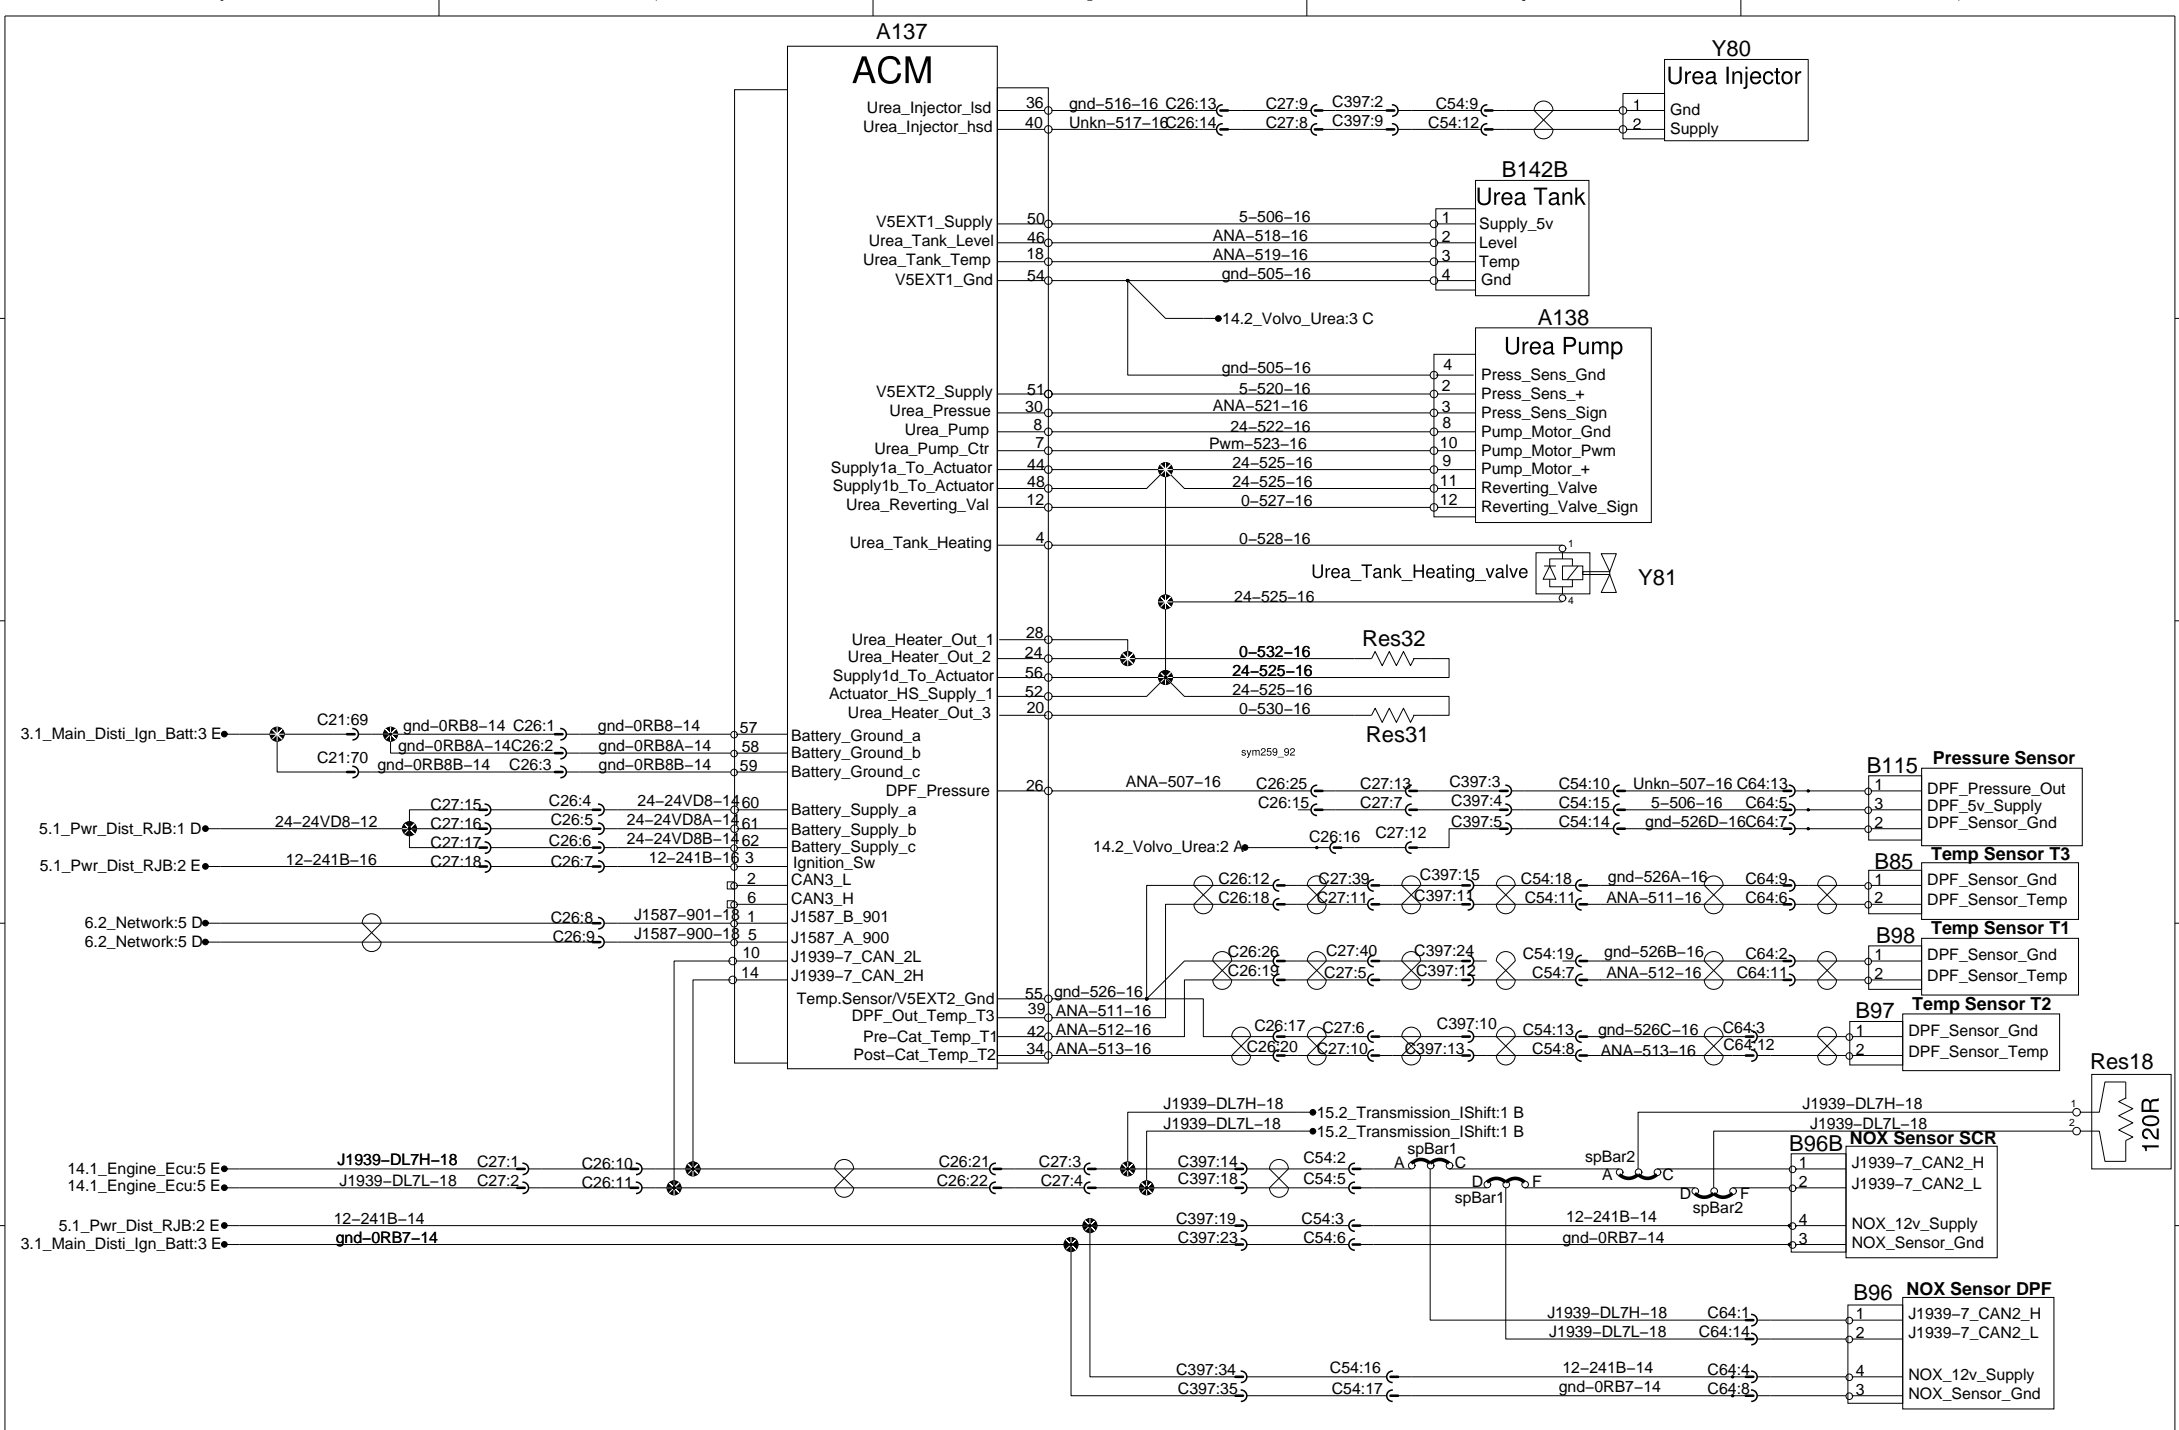 A137
ACM
Urea_Injector_lsd 36 gnd-516-16 C26:13 C27:9 C397:2 C54:9
Urea_Injector_hsd 40 Unkn-517-16 C26:14 C27:8 C397:9 C54:12
Y80
Urea Injector
1 Gnd
2 Supply
B142B
Urea Tank
V5EXT1_Supply 50 5-506-16 1 Supply_5v
Urea_Tank_Level 46 ANA-518-16 2 Level
Urea_Tank_Temp 18 ANA-519-16 3 Temp
V5EXT1_Gnd 54 gnd-505-16 4 Gnd
14.2_Volvo_Urea:3 C
A138
Urea Pump
gnd-505-16 4 Press_Sens_Gnd
V5EXT2_Supply 51 5-520-16 2 Press_Sens_+
Urea_Pressue 30 ANA-521-16 3 Press_Sens_Sign
Urea_Pump 8 24-522-16 8 Pump_Motor_Gnd
Urea_Pump_Ctr 7 Pwm-523-16 10 Pump_Motor_Pwm
Supply1a_To_Actuator 44 24-525-16 9 Pump_Motor_+
Supply1b_To_Actuator 48 24-525-16 11 Reverting_Valve
Urea_Reverting_Val 12 0-527-16 12 Reverting_Valve_Sign
Urea_Tank_Heating 4 0-528-16 1
Urea_Tank_Heating_valve Y81
24-525-16 4
Urea_Heater_Out_1 28
Res32
Urea_Heater_Out_2 24 0-532-16
Supply1d_To_Actuator 56 24-525-16
Actuator_HS_Supply_1 52 24-525-16
Urea_Heater_Out_3 20 0-530-16
Res31
sym259_92
3.1_Main_Disti_Ign_Batt:3 E C21:69 gnd-0RB8-14 C26:1 gnd-0RB8-14 57 Battery_Ground_a
gnd-0RB8A-14 C26:2 gnd-0RB8A-14 58 Battery_Ground_b
C21:70 gnd-0RB8B-14 C26:3 gnd-0RB8B-14 59 Battery_Ground_c
C27:15 C26:4 24-24VD8-14 60 Battery_Supply_a
5.1_Pwr_Dist_RJB:1 D 24-24VD8-12 C27:16 C26:5 24-24VD8A-14 61 Battery_Supply_b
C27:17 C26:6 24-24VD8B-14 62 Battery_Supply_c
5.1_Pwr_Dist_RJB:2 E 12-241B-16 C27:18 C26:7 12-241B-16 3 Ignition_Sw
2 CAN3_L
6 CAN3_H
6.2_Network:5 D C26:8 J1587-901-18 1 J1587_B_901
6.2_Network:5 D C26:9 J1587-900-18 5 J1587_A_900
10 J1939-7_CAN_2L
14 J1939-7_CAN_2H
B115 Pressure Sensor
DPF_Pressure 26 ANA-507-16 C26:25 C27:13 C397:3 C54:10 Unkn-507-16 C64:13 1 DPF_Pressure_Out
C26:15 C27:7 C397:4 C54:15 5-506-16 C64:5 3 DPF_5v_Supply
C397:5 C54:14 gnd-526D-16 C64:7 2 DPF_Sensor_Gnd
14.2_Volvo_Urea:2 A C26:16 C27:12
B85 Temp Sensor T3
C26:12 C27:39 C397:15 C54:18 gnd-526A-16 C64:9 1 DPF_Sensor_Gnd
C26:18 C27:11 C397:11 C54:11 ANA-511-16 C64:6 2 DPF_Sensor_Temp
B98 Temp Sensor T1
C26:26 C27:40 C397:24 C54:19 gnd-526B-16 C64:2 1 DPF_Sensor_Gnd
C26:19 C27:5 C397:12 C54:7 ANA-512-16 C64:11 2 DPF_Sensor_Temp
Temp.Sensor/V5EXT2_Gnd 55 gnd-526-16
DPF_Out_Temp_T3 39 ANA-511-16
B97 Temp Sensor T2
Pre-Cat_Temp_T1 42 ANA-512-16 C26:17 C27:6 C397:10 C54:13 gnd-526C-16 C64:3 1 DPF_Sensor_Gnd
Post-Cat_Temp_T2 34 ANA-513-16 C26:20 C27:10 C397:13 C54:8 ANA-513-16 C64:12 2 DPF_Sensor_Temp
Res18
120R
J1939-DL7H-18 15.2_Transmission_IShift:1 B J1939-DL7H-18 1
J1939-DL7L-18 15.2_Transmission_IShift:1 B J1939-DL7L-18 2
B96B NOX Sensor SCR
14.1_Engine_Ecu:5 E J1939-DL7H-18 C27:1 C26:10 C26:21 C27:3 C397:14 C54:2 A spBar1 C spBar2 A C 1 J1939-7_CAN2_H
14.1_Engine_Ecu:5 E J1939-DL7L-18 C27:2 C26:11 C26:22 C27:4 C397:18 C54:5 D spBar1 F D spBar2 F 2 J1939-7_CAN2_L
5.1_Pwr_Dist_RJB:2 E 12-241B-14 C397:19 C54:3 12-241B-14 4 NOX_12v_Supply
3.1_Main_Disti_Ign_Batt:3 E gnd-0RB7-14 C397:23 C54:6 gnd-0RB7-14 3 NOX_Sensor_Gnd
B96 NOX Sensor DPF
J1939-DL7H-18 C64:1 1 J1939-7_CAN2_H
J1939-DL7L-18 C64:14 2 J1939-7_CAN2_L
C397:34 C54:16 12-241B-14 C64:4 4 NOX_12v_Supply
C397:35 C54:17 gnd-0RB7-14 C64:8 3 NOX_Sensor_Gnd